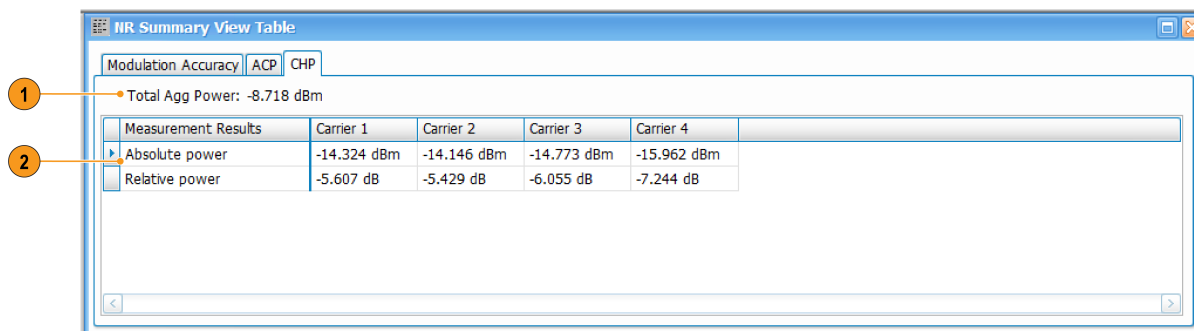 NR Summary View Table
Modulation Accuracy ACP CHP
1 Total Agg Power: -8.718 dBm
Measurement Results Carrier 1 Carrier 2 Carrier 3 Carrier 4
2 Absolute power -14.324 dBm -14.146 dBm -14.773 dBm -15.962 dBm
Relative power -5.607 dB -5.429 dB -6.055 dB -7.244 dB